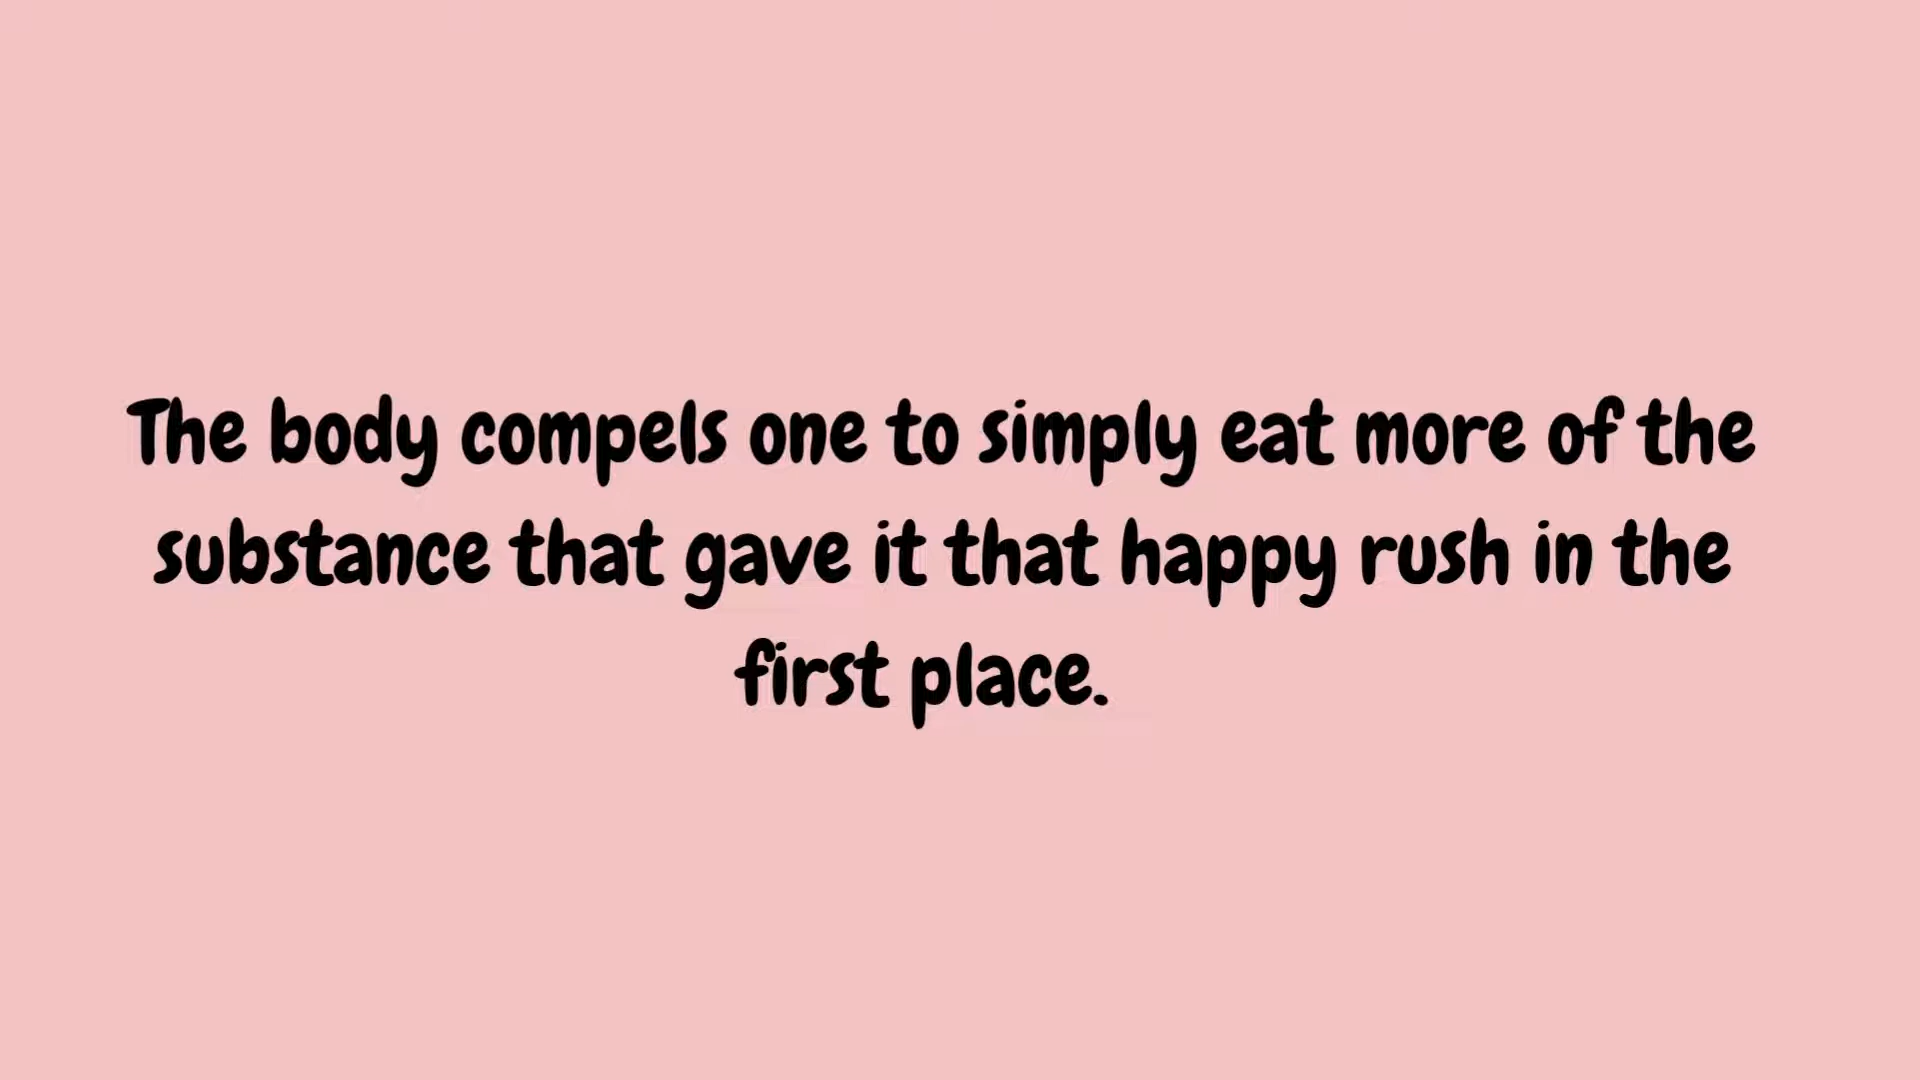 The body compels one to simply eat more of the
substance that gave it that happy rush in the
first place.